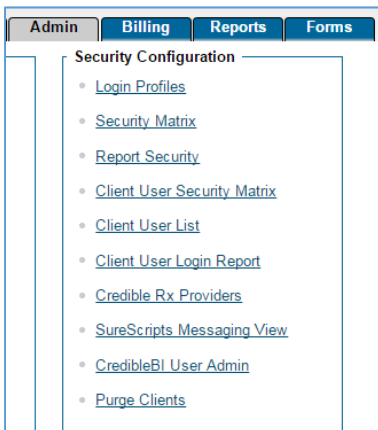 Admin Billing Reports Forms
Security Configuration
Login Profiles
Security Matrix
Report Security
Client User Security Matrix
Client User List
Client User Login Report
Credible Rx Providers
SureScripts Messaging View
CredibleBI User Admin
Purge Clients